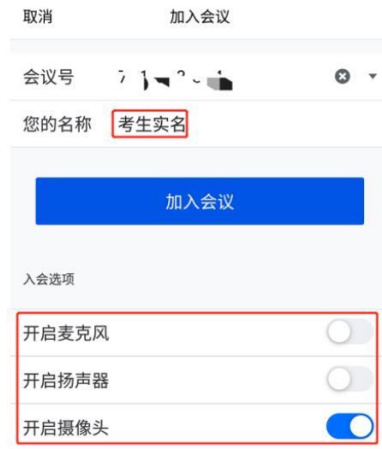 取消 加入会议
会议号
您的名称 考生实名
加入会议
入会选项
开启麦克风
开启扬声器
开启摄像头